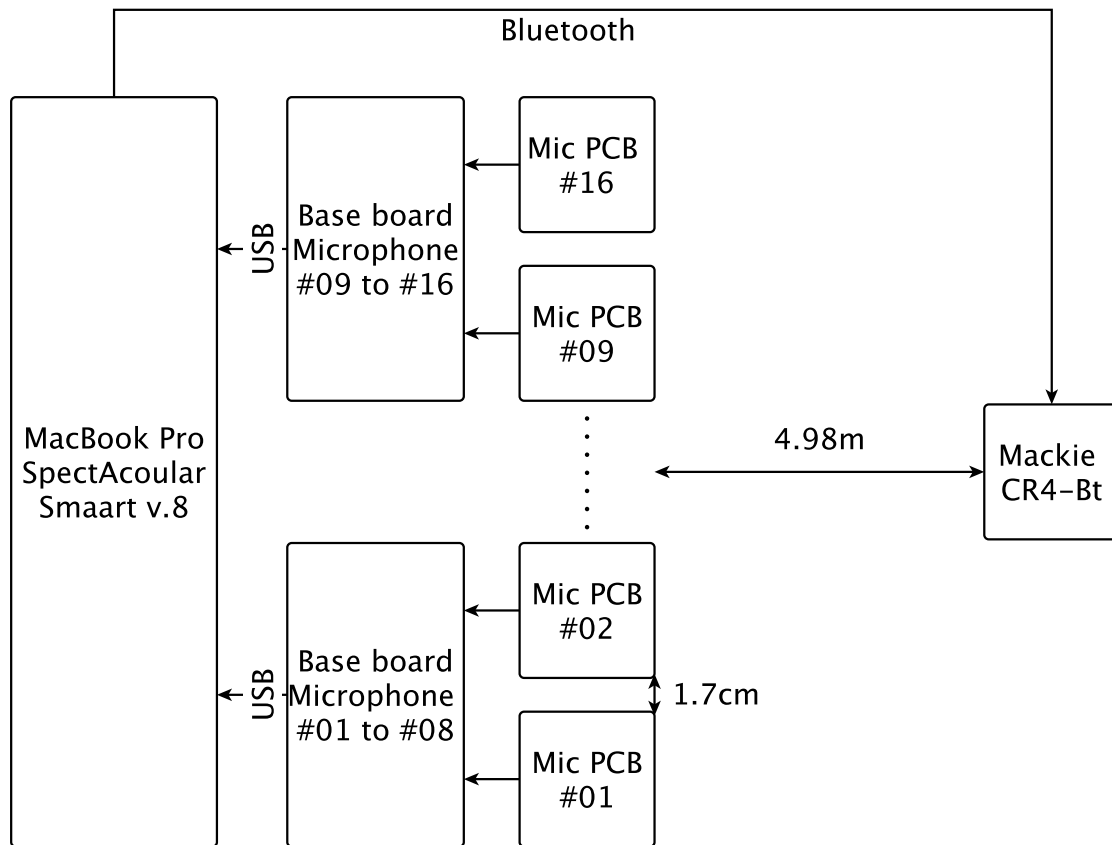 Bluetooth
MacBook Pro
SpectAcoular
Smaart v.8
USB
Base board
Microphone
#09 to #16
Mic PCB
#16
Mic PCB
#09
USB
Base board
Microphone
#01 to #08
Mic PCB
#02
Mic PCB
#01
1.7cm
4.98m
Mackie
CR4-Bt